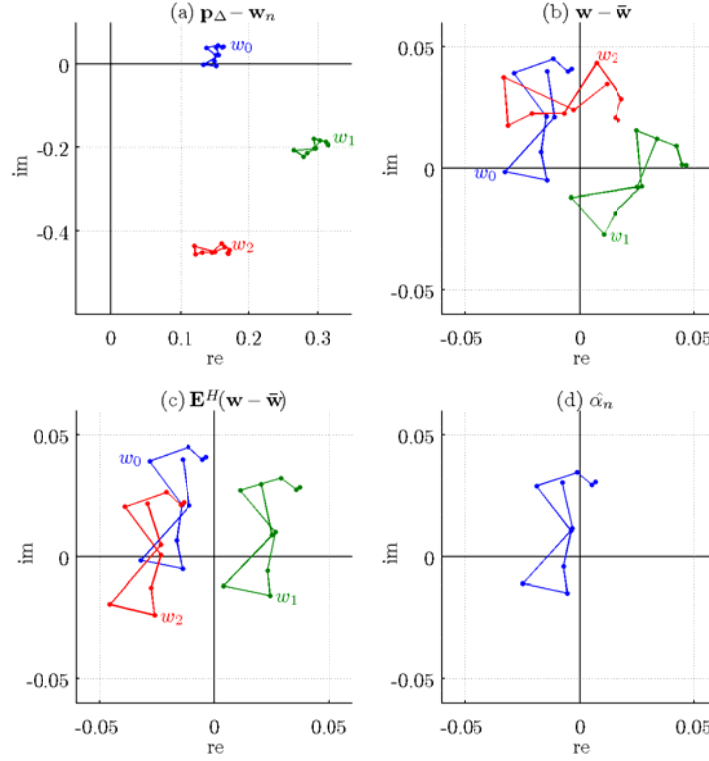 (a) p_Δ − w_n
0
-0.2
-0.4
im
w_0
w_1
w_2
0
0.1
0.2
0.3
re
(b) w − w̄
0.05
0
-0.05
im
w_2
w_0
w_1
-0.05
0
0.05
re
(c) E^H(w − w̄)
0.05
0
-0.05
im
w_0
w_1
w_2
-0.05
0
0.05
re
(d) α̂_n
0.05
0
-0.05
im
-0.05
0
0.05
re